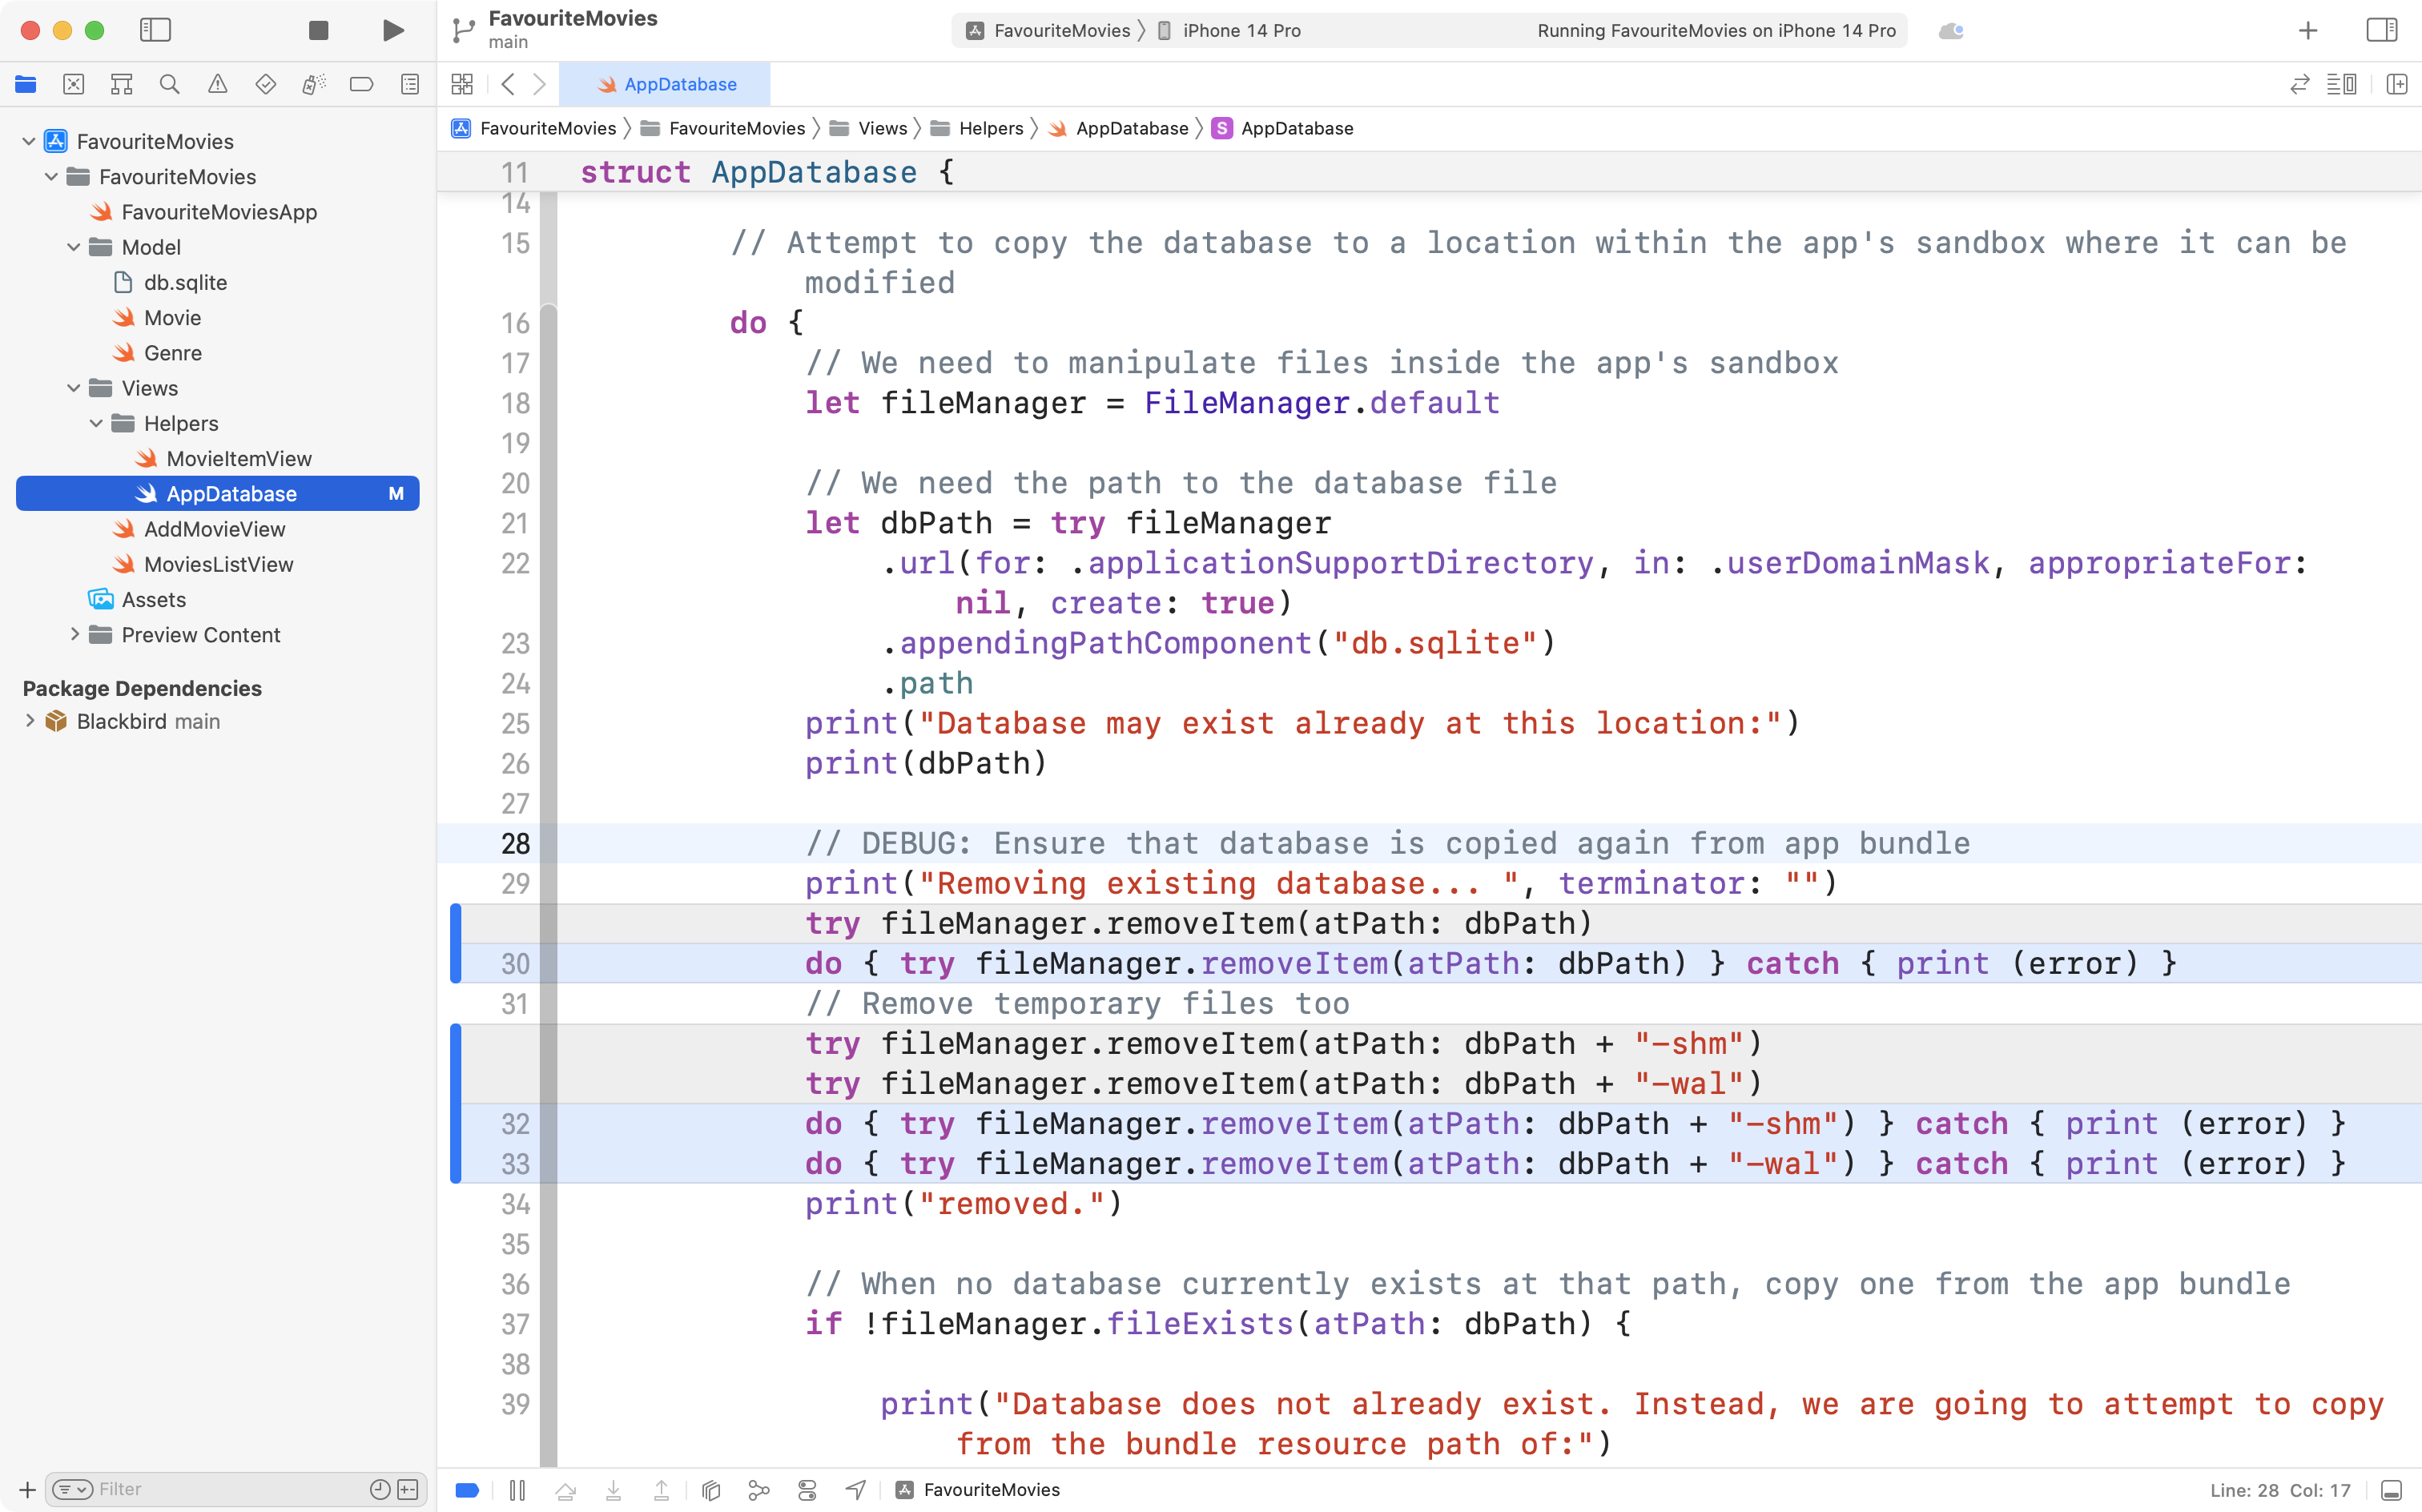 FavouriteMovies
main
FavouriteMovies
iPhone 14 Pro
Running FavouriteMovies on iPhone 14 Pro
AppDatabase
FavouriteMovies
FavouriteMovies
Views
Helpers
AppDatabase
S
AppDatabase
FavouriteMovies
FavouriteMovies
FavouriteMoviesApp
Model
db.sqlite
Movie
Genre
Views
Helpers
MovieItemView
AppDatabase M
AddMovieView
MoviesListView
Assets
Preview Content
Package Dependencies
Blackbird main
Filter
11 struct AppDatabase {
14
15 // Attempt to copy the database to a location within the app's sandbox where it can be
modified
16 do {
17 // We need to manipulate files inside the app's sandbox
18 let fileManager = FileManager.default
19
20 // We need the path to the database file
21 let dbPath = try fileManager
22 .url(for: .applicationSupportDirectory, in: .userDomainMask, appropriateFor:
nil, create: true)
23 .appendingPathComponent("db.sqlite")
24 .path
25 print("Database may exist already at this location:")
26 print(dbPath)
27
28 // DEBUG: Ensure that database is copied again from app bundle
29 print("Removing existing database... ", terminator: "")
try fileManager.removeItem(atPath: dbPath)
30 do { try fileManager.removeItem(atPath: dbPath) } catch { print (error) }
31 // Remove temporary files too
try fileManager.removeItem(atPath: dbPath + "-shm")
try fileManager.removeItem(atPath: dbPath + "-wal")
32 do { try fileManager.removeItem(atPath: dbPath + "-shm") } catch { print (error) }
33 do { try fileManager.removeItem(atPath: dbPath + "-wal") } catch { print (error) }
34 print("removed.")
35
36 // When no database currently exists at that path, copy one from the app bundle
37 if !fileManager.fileExists(atPath: dbPath) {
38
39 print("Database does not already exist. Instead, we are going to attempt to copy
from the bundle resource path of:")
FavouriteMovies
Line: 28 Col: 17